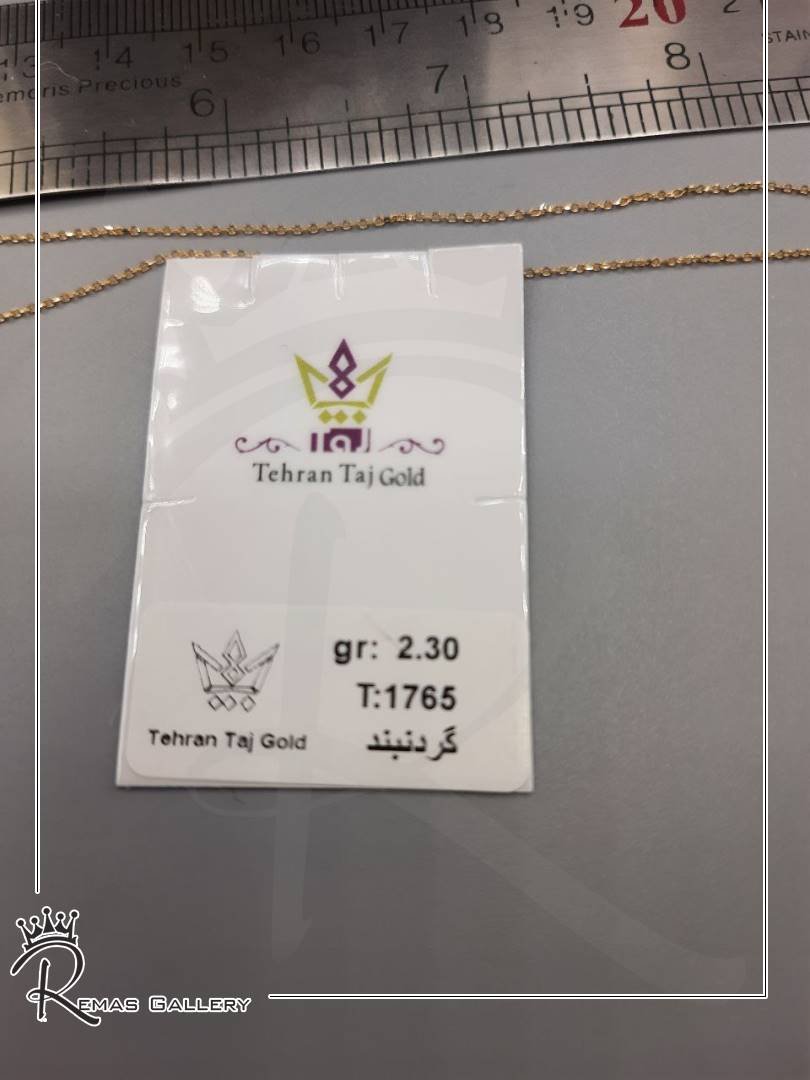 13 14 15 16 17 18 19 20 2
emoris Precious
6 7 8
STAIN
Tehran Taj Gold
gr: 2.30
T:1765
Tehran Taj Gold گردنبند
REMAS GALLERY